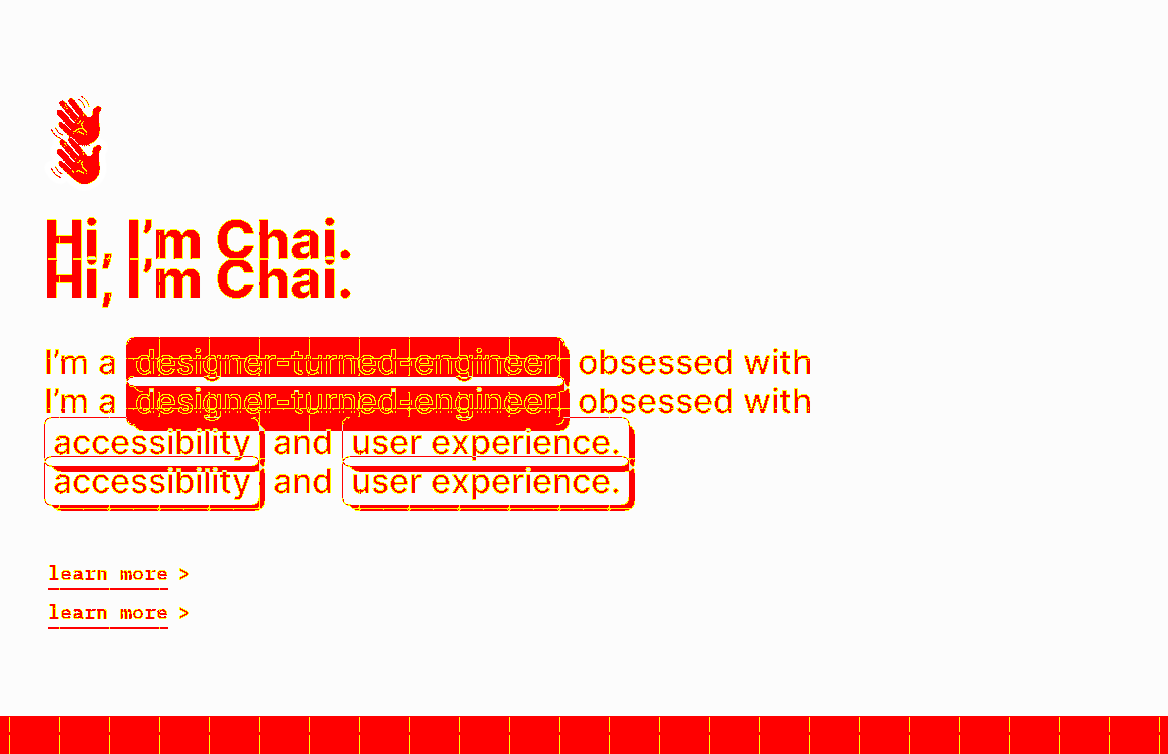 Hi, I’m Chai.
Hi, I’m Chai.
I’m a designer-turned-engineer obsessed with
I’m a designer-turned-engineer obsessed with
accessibility and user experience.
accessibility and user experience.
learn more >
learn more >